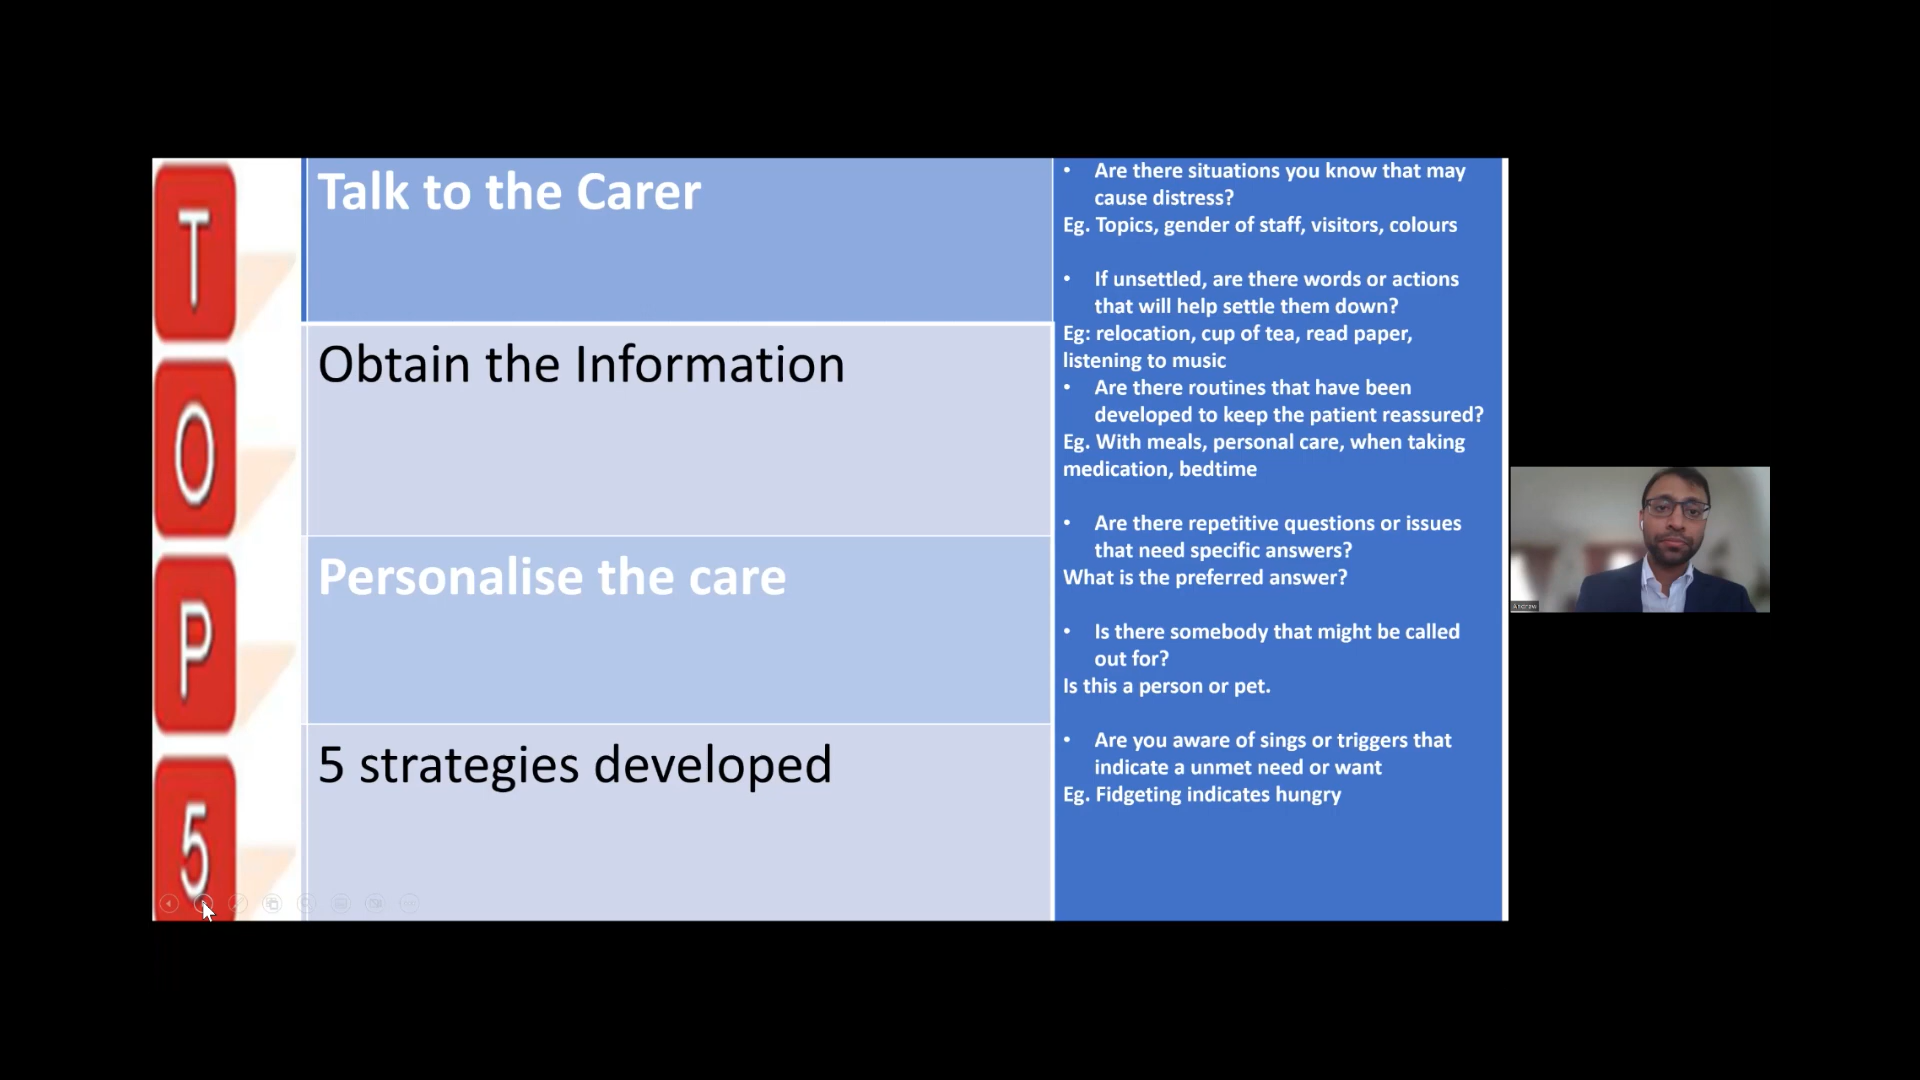 T
Talk to the Carer
O
Obtain the Information
P
Personalise the care
5
5 strategies developed
• Are there situations you know that may
cause distress?
Eg. Topics, gender of staff, visitors, colours
• If unsettled, are there words or actions
that will help settle them down?
Eg: relocation, cup of tea, read paper,
listening to music
• Are there routines that have been
developed to keep the patient reassured?
Eg. With meals, personal care, when taking
medication, bedtime
• Are there repetitive questions or issues
that need specific answers?
What is the preferred answer?
• Is there somebody that might be called
out for?
Is this a person or pet.
• Are you aware of sings or triggers that
indicate a unmet need or want
Eg. Fidgeting indicates hungry
Andrew